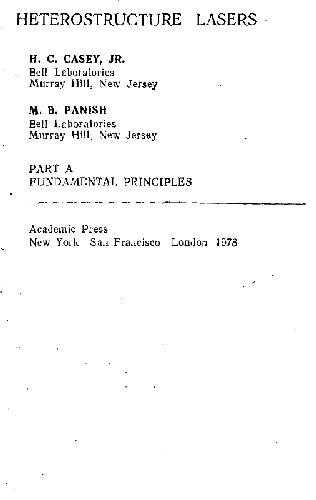 HETEROSTRUCTURE LASERS
H. C. CASEY, JR.
Bell Laboratories
Murray Hill, New Jersey
M. B. PANISH
Bell Laboratories
Murray Hill, New Jersey
PART A
FUNDAMENTAL PRINCIPLES
Academic Press
New York San Francisco London 1978